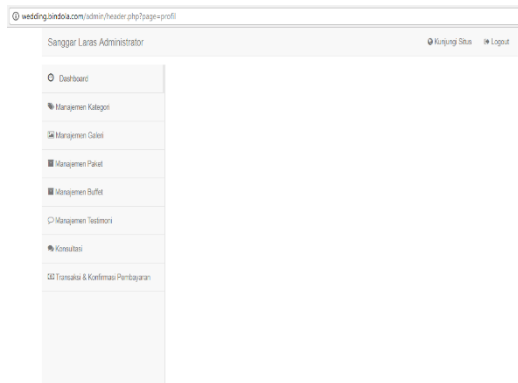 wedding.bindola.com/admin/header.php?page=profil
Sanggar Laras Administrator
Kunjungi Situs Logout
Dashboard
Manajemen Kategori
Manajemen Galeri
Manajemen Paket
Manajemen Buffet
Manajemen Testimoni
Konsultasi
Transaksi & Konfirmasi Pembayaran